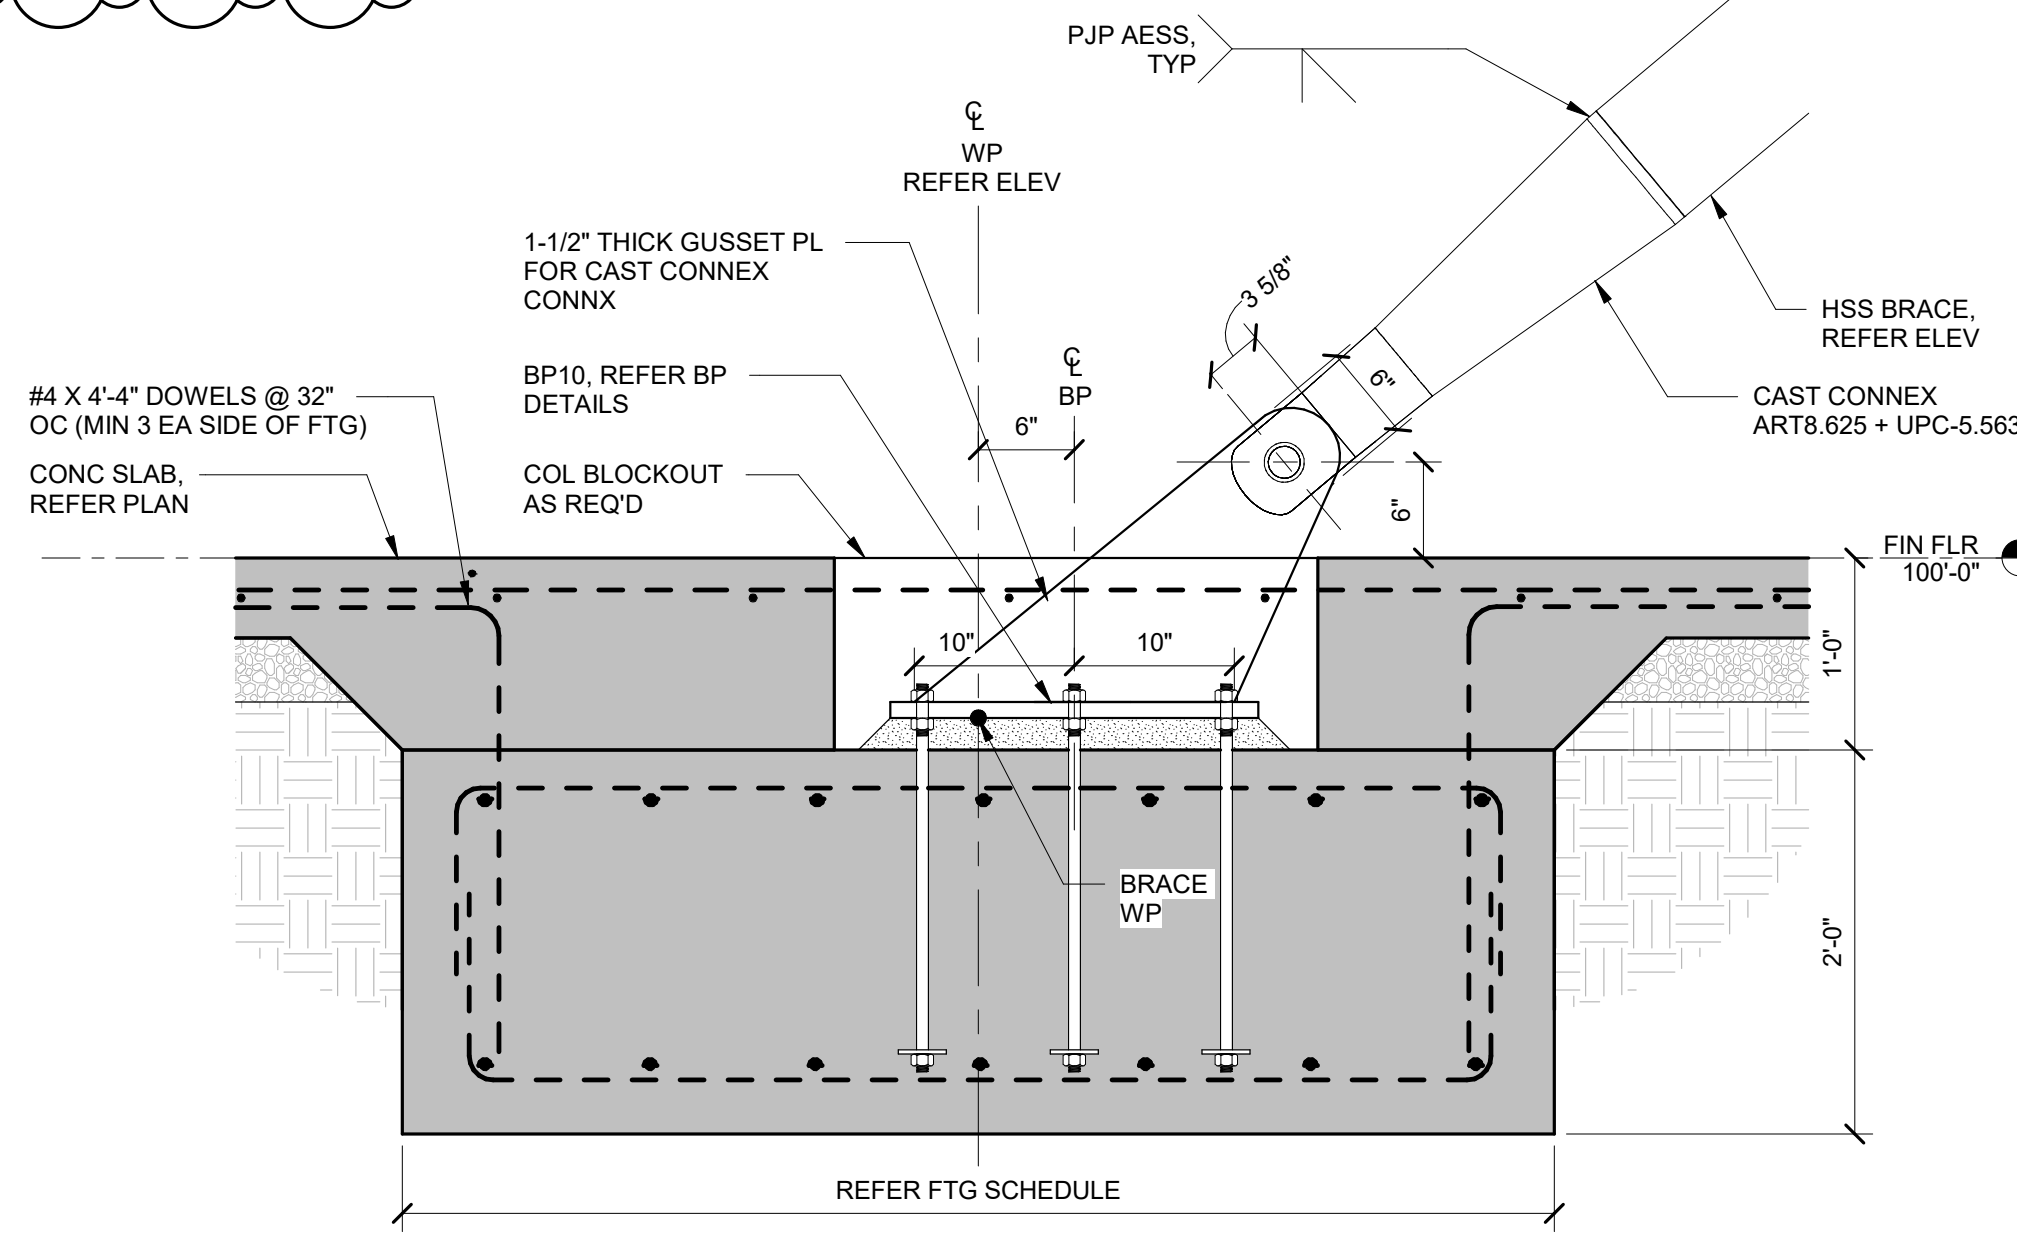 PJP AESS,
TYP
℄
WP
REFER ELEV
1-1/2" THICK GUSSET PL
FOR CAST CONNEX
CONNX
3 5/8"
HSS BRACE,
REFER ELEV
℄
BP
BP10, REFER BP
DETAILS
6"
6"
#4 X 4'-4" DOWELS @ 32"
OC (MIN 3 EA SIDE OF FTG)
CAST CONNEX
ART8.625 + UPC-5.563
CONC SLAB,
REFER PLAN
COL BLOCKOUT
AS REQ'D
6"
FIN FLR
100'-0"
10"
10"
1'-0"
BRACE
WP
2'-0"
REFER FTG SCHEDULE